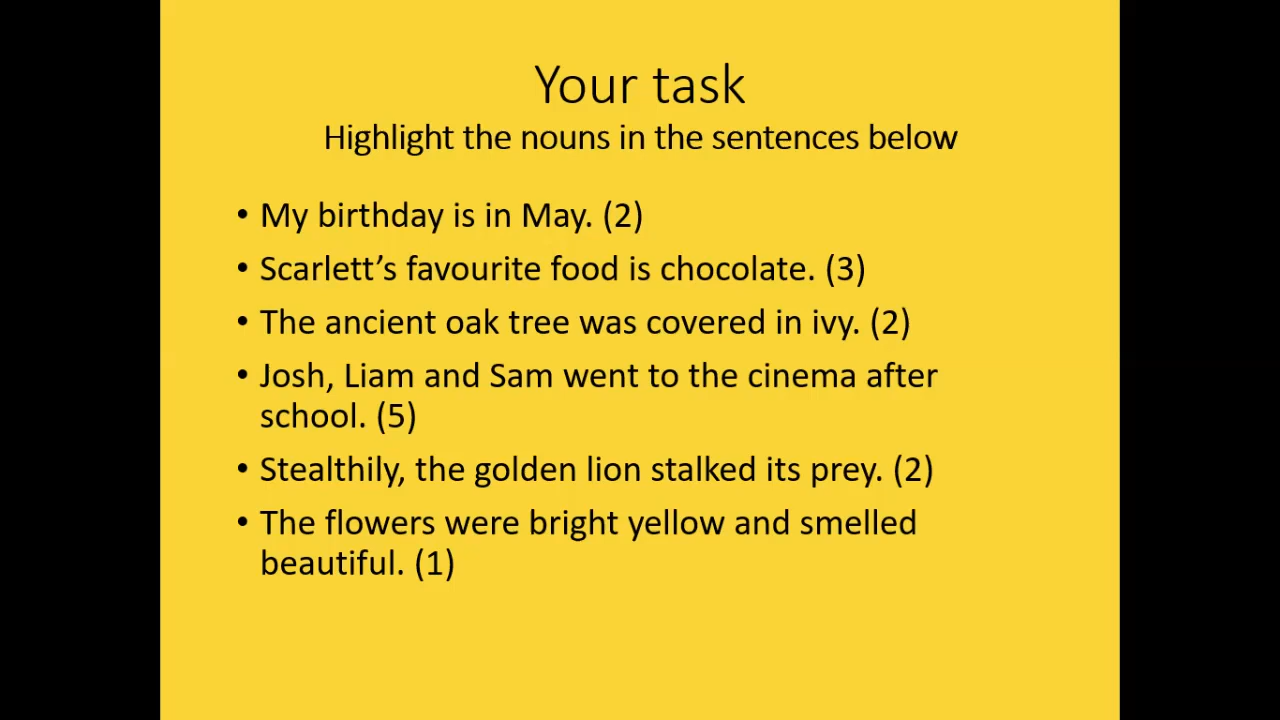 Your task
Highlight the nouns in the sentences below
• My birthday is in May. (2)
• Scarlett’s favourite food is chocolate. (3)
• The ancient oak tree was covered in ivy. (2)
• Josh, Liam and Sam went to the cinema after
school. (5)
• Stealthily, the golden lion stalked its prey. (2)
• The flowers were bright yellow and smelled
beautiful. (1)